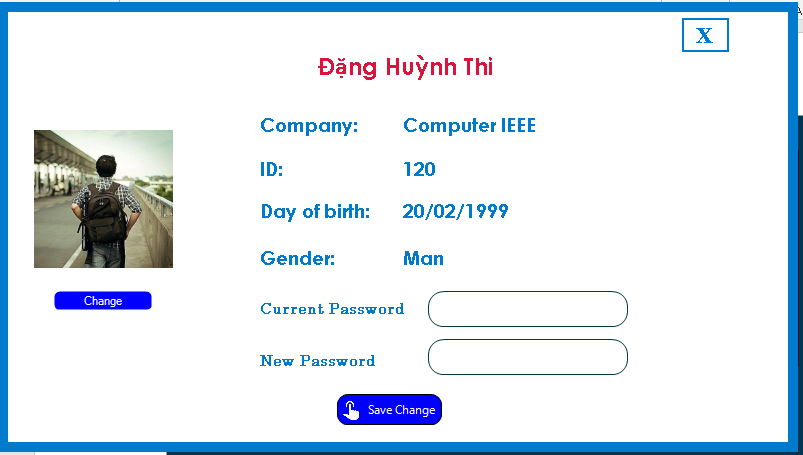 X
Đặng Huỳnh Thi
Company: Computer IEEE
ID: 120
Day of birth: 20/02/1999
Gender: Man
Change
Current Password
New Password
Save Change